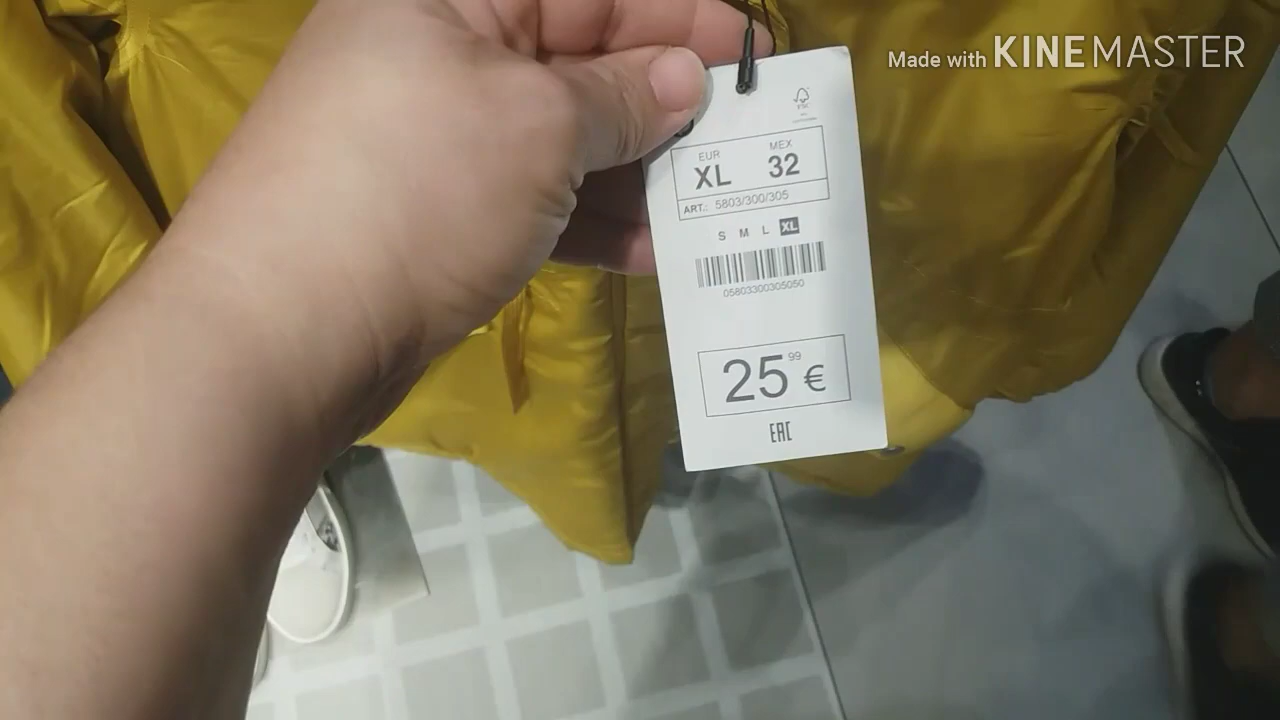 Made with KINEMASTER
EUR MEX
XL 32
ART.: 5803/300/305
S M L XL
05803300305050
25 99 €
EAC